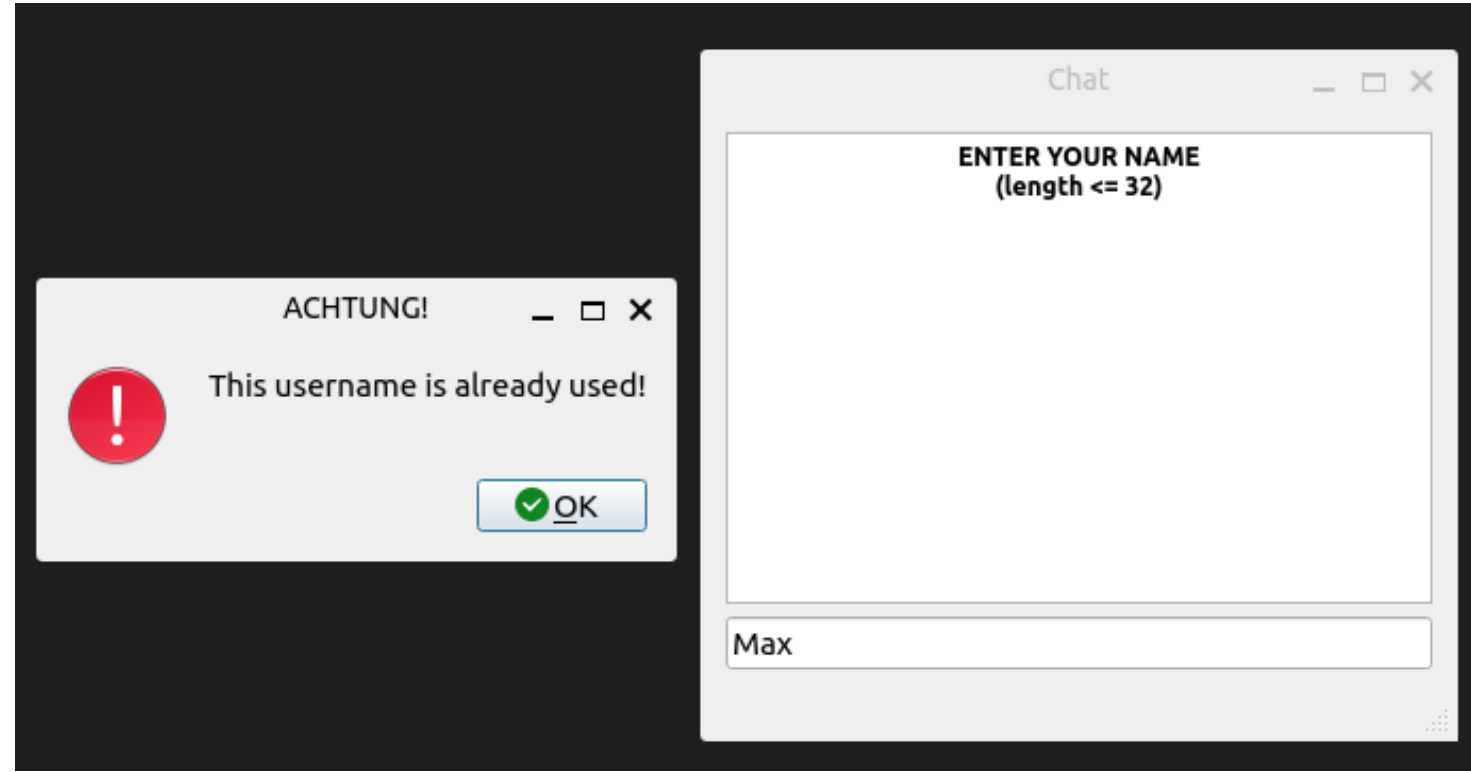 ACHTUNG!
This username is already used!
OK
Chat
ENTER YOUR NAME
(length <= 32)
Max